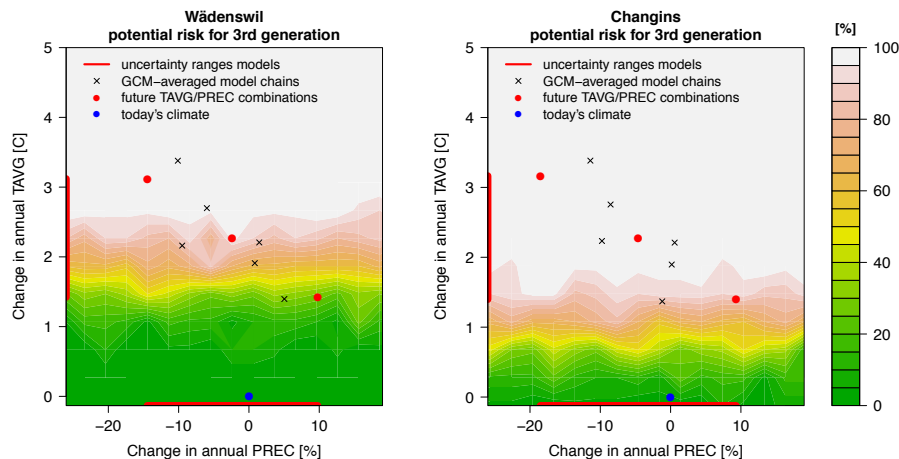 Wädenswil
potential risk for 3rd generation
5
4
3
2
1
0
Change in annual TAVG [C]
uncertainty ranges models
GCM−averaged model chains
future TAVG/PREC combinations
today's climate
−20
−10
0
10
Change in annual PREC [%]
Changins
potential risk for 3rd generation
5
4
3
2
1
0
Change in annual TAVG [C]
uncertainty ranges models
GCM−averaged model chains
future TAVG/PREC combinations
today's climate
−20
−10
0
10
Change in annual PREC [%]
[%]
100
80
60
40
20
0